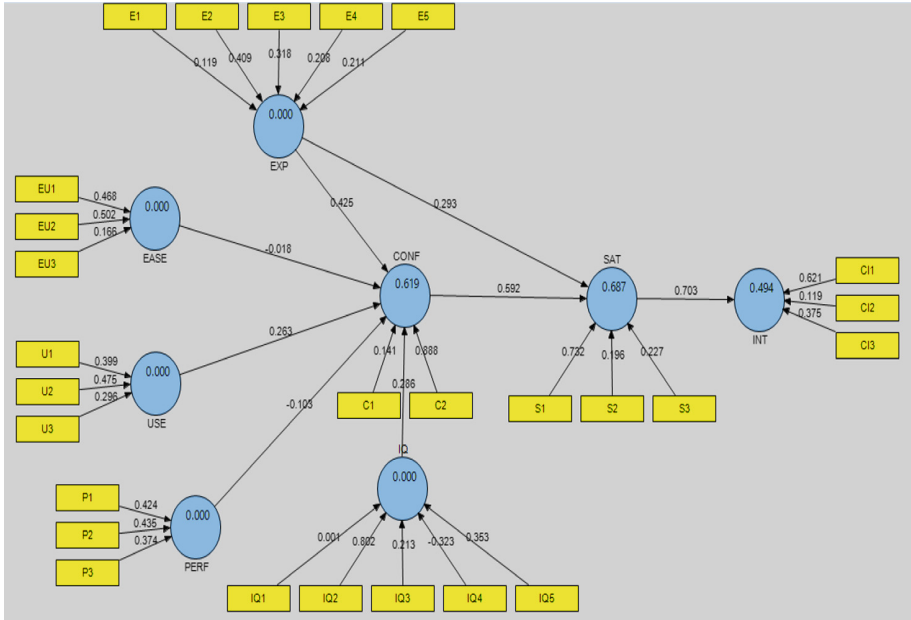 E1 E2 E3 E4 E5
0.119 0.409 0.318 0.208 0.211
0.000
EXP
EU1
EU2
EU3
0.468
0.502
0.166
0.000
EASE
0.425
0.293
-0.018
CONF
0.619
0.592
SAT
0.687
0.703
0.494
INT
0.621
0.119
0.375
CI1
CI2
CI3
U1
U2
U3
0.399
0.475
0.296
0.000
USE
0.263
-0.103
0.141 0.888
0.286
C1 C2
0.732 0.196 0.227
S1 S2 S3
P1
P2
P3
0.424
0.436
0.374
0.000
PERF
IQ
0.000
0.001 0.802 0.213 -0.323 0.353
IQ1 IQ2 IQ3 IQ4 IQ5